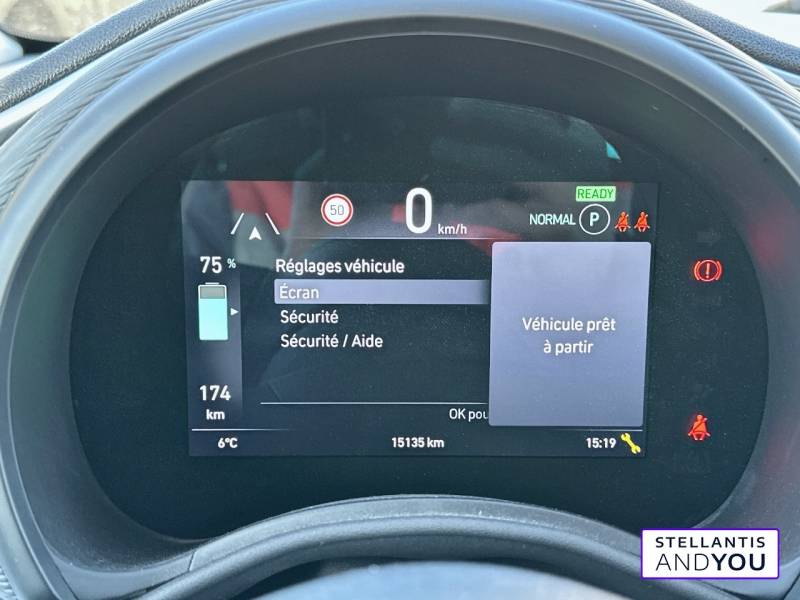 READY
50
0 km/h
NORMAL P
75 %
Réglages véhicule
Écran
Sécurité
Sécurité / Aide
Véhicule prêt
à partir
174
km
OK pou
6°C 15135 km 15:19
STELLANTIS
ANDYOU